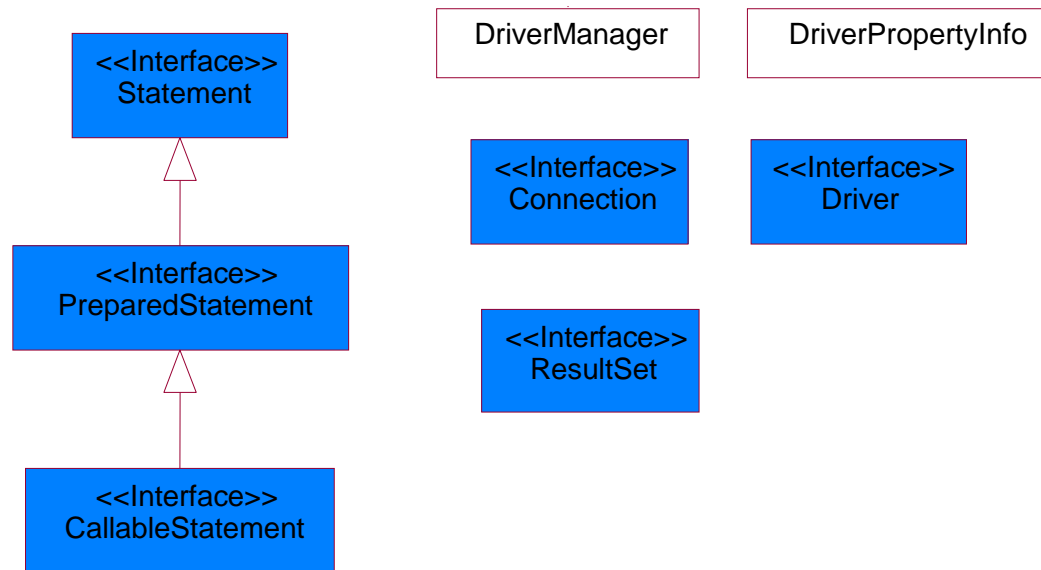 DriverManager
DriverPropertyInfo
<<Interface>>
Statement
<<Interface>>
Connection
<<Interface>>
Driver
<<Interface>>
PreparedStatement
<<Interface>>
ResultSet
<<Interface>>
CallableStatement